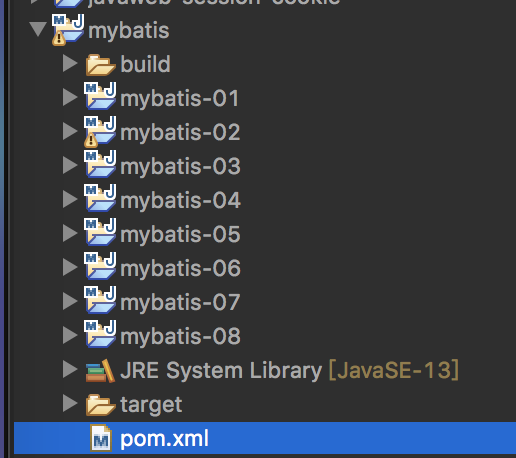 javaweb-session-cookie
mybatis
build
mybatis-01
mybatis-02
mybatis-03
mybatis-04
mybatis-05
mybatis-06
mybatis-07
mybatis-08
JRE System Library [JavaSE-13]
target
pom.xml